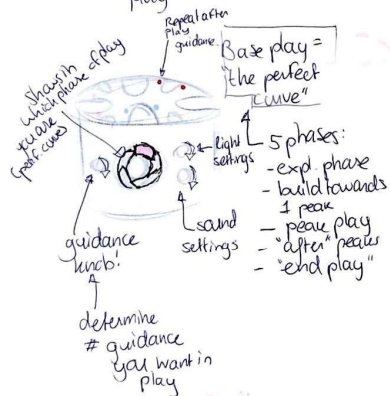 Repeat after
play
guidance.
Base play =
"the perfect
curve"
Shows in
which phase of play
you are
light
settings
5 phases:
- expl. phase
- build towards
1 peak
- peak play
- "after" peaks
- "end play"
sound
settings
guidance
knob!
determine
# guidance
you want in
play